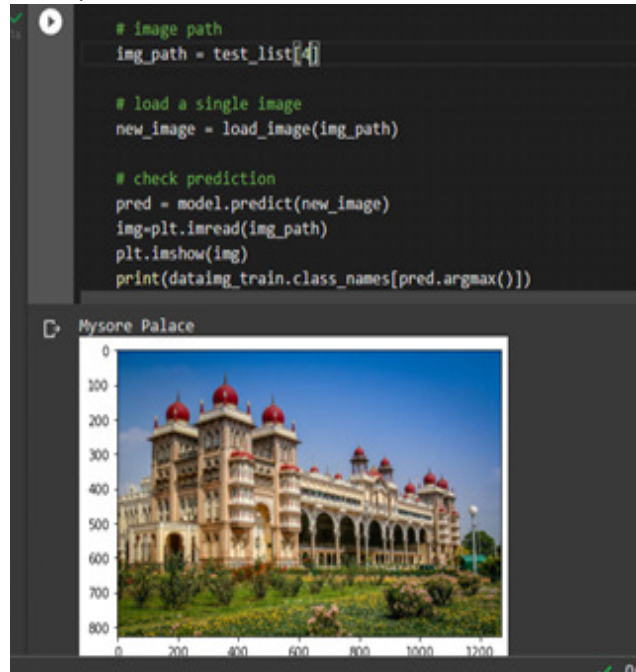 # image path
img_path = test_list[4]
# load a single image
new_image = load_image(img_path)
# check prediction
pred = model.predict(new_image)
img=plt.imread(img_path)
plt.imshow(img)
print(dataimg_train.class_names[pred.argmax()])
Mysore Palace
0
100
200
300
400
500
600
700
800
0 200 400 600 800 1000 1200